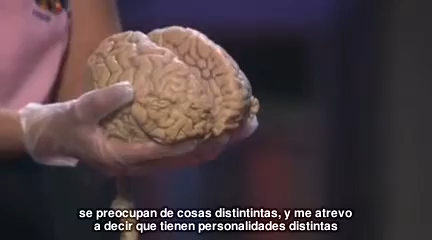 se preocupan de cosas distintintas, y me atrevo
a decir que tienen personalidades distintas